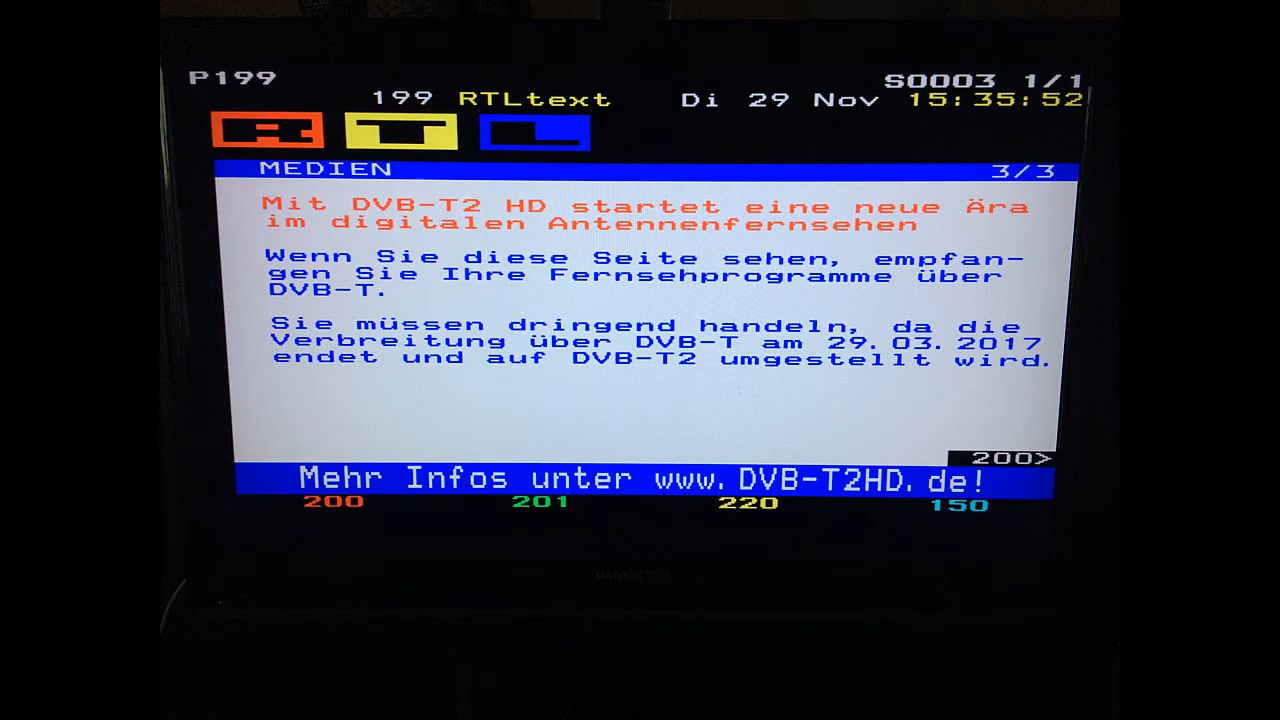 P199 S0003 1/1
199 RTLtext Di 29 Nov 15:35:52
RTL
MEDIEN 3/3
Mit DVB-T2 HD startet eine neue Ära
im digitalen Antennenfernsehen
Wenn Sie diese Seite sehen, empfan-
gen Sie Ihre Fernsehprogramme über
DVB-T.
Sie müssen dringend handeln, da die
Verbreitung über DVB-T am 29.03.2017
endet und auf DVB-T2 umgestellt wird.
200>
Mehr Infos unter www.DVB-T2HD.de!
200 201 220 150